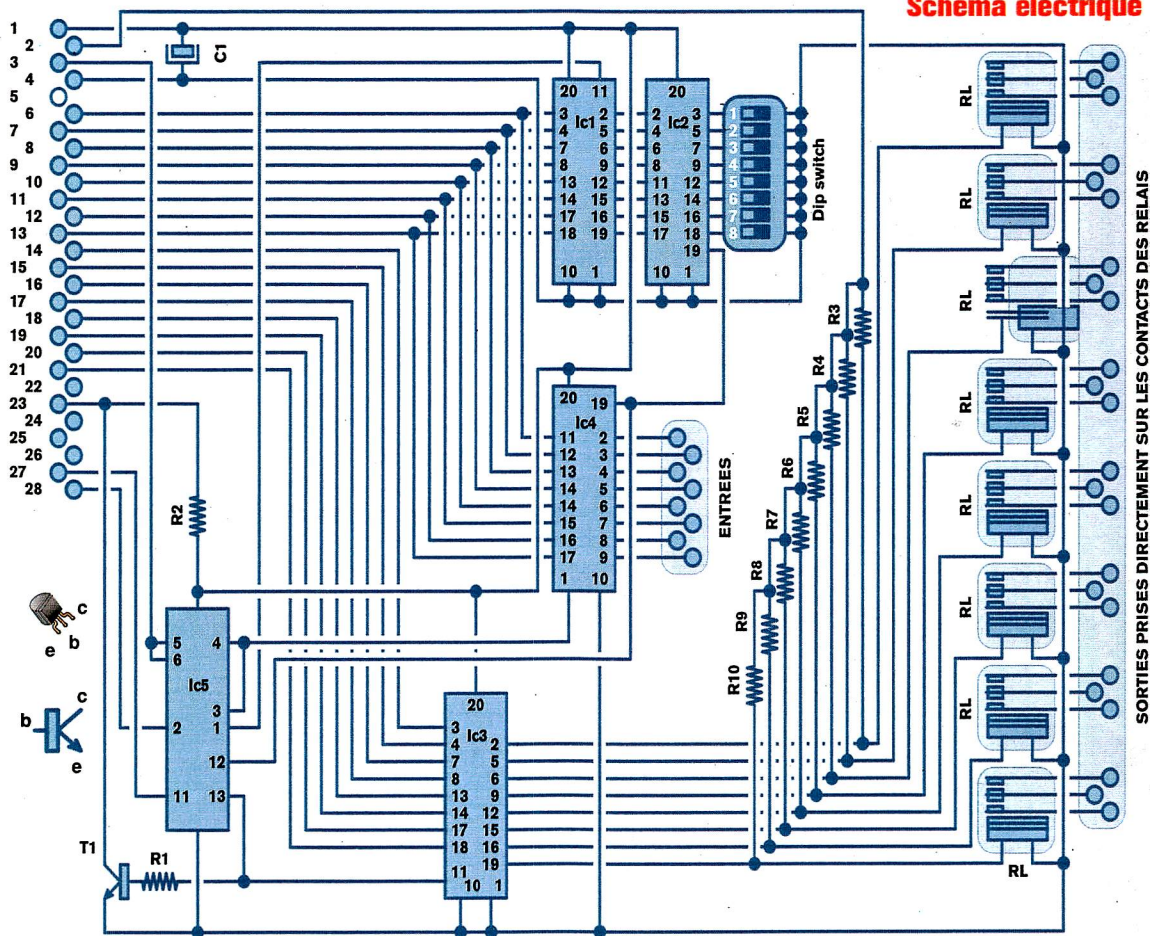 Schéma électrique
1
2
3
4
5
6
7
8
9
10
11
12
13
14
15
16
17
18
19
20
21
22
23
24
25
26
27
28
C1
20 11
Ic1
3 2
4 5
7 6
8 9
13 12
14 15
17 16
18 19
10 1
20
Ic2
2 3
4 5
6 7
8 9
11 12
13 14
15 16
17 18
19
10 1
1
2
3
4
5
6
7
8
Dip switch
20 19
Ic4
11 2
12 3
13 4
14 5
14 6
15 7
16 8
17 9
1 10
ENTREES
R2
R3
R4
R5
R6
R7
R8
R9
R10
c
b
e
b
c
e
5 4
6
Ic5
3
2 1
12
11 13
T1
R1
20
Ic3
3
4 2
7 5
8 6
13 9
14 12
17 15
18 16
19
11
10 1
RL
RL
RL
RL
RL
RL
RL
RL
SORTIES PRISES DIRECTEMENT SUR LES CONTACTS DES RELAIS